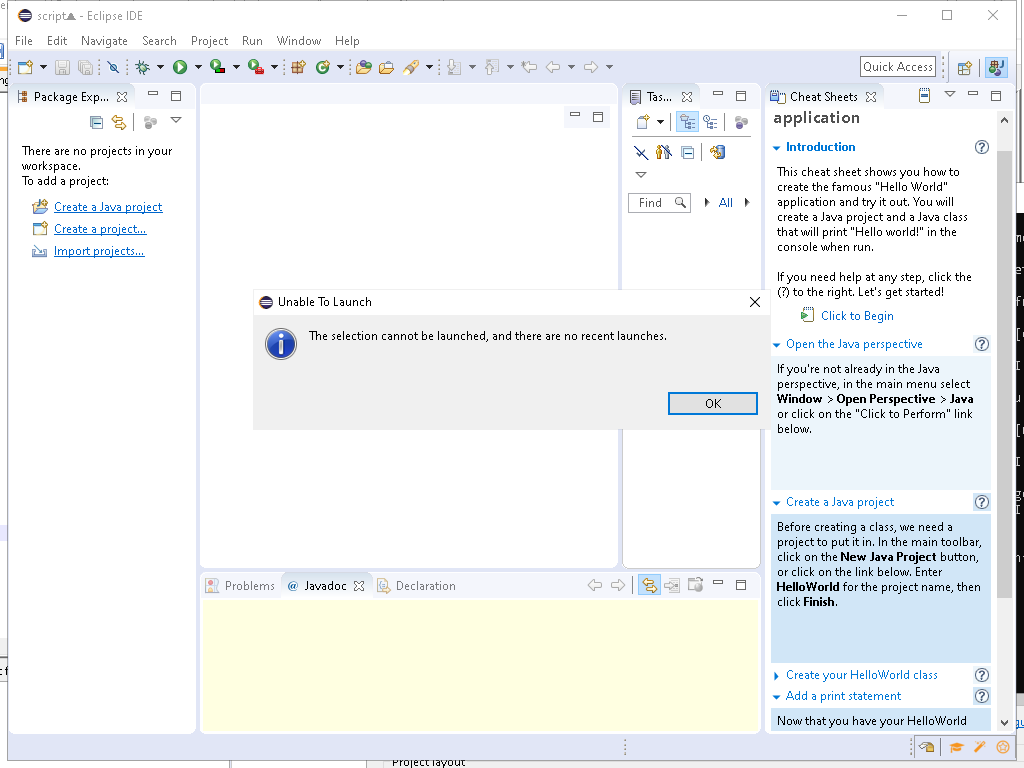 script - Eclipse IDE
File Edit Navigate Search Project Run Window Help
Quick Access
Package Exp...
There are no projects in your
workspace.
To add a project:
Create a Java project
Create a project...
Import projects...
Tas...
Find
All
Unable To Launch
The selection cannot be launched, and there are no recent launches.
OK
Problems
@ Javadoc
Declaration
Cheat Sheets
application
Introduction
This cheat sheet shows you how to
create the famous "Hello World"
application and try it out. You will
create a Java project and a Java class
that will print "Hello world!" in the
console when run.
If you need help at any step, click the
(?) to the right. Let's get started!
Click to Begin
Open the Java perspective
If you're not already in the Java
perspective, in the main menu select
Window > Open Perspective > Java
or click on the "Click to Perform" link
below.
Create a Java project
Before creating a class, we need a
project to put it in. In the main toolbar,
click on the New Java Project button,
or click on the link below. Enter
HelloWorld for the project name, then
click Finish.
Create your HelloWorld class
Add a print statement
Now that you have your HelloWorld
Project layout